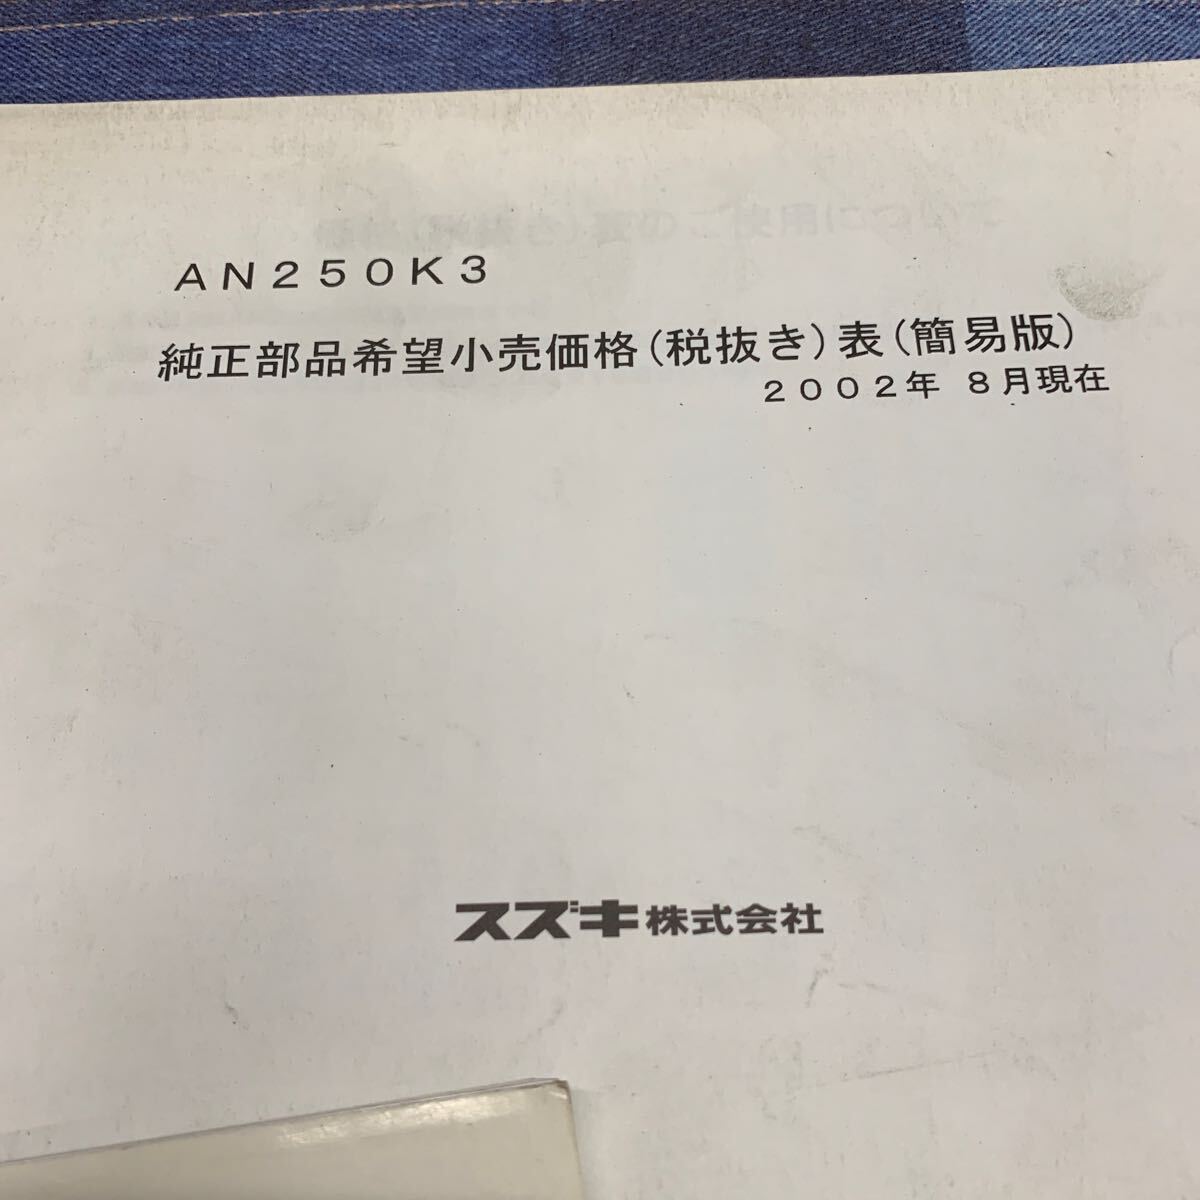 ＡＮ２５０Ｋ３
純正部品希望小売価格（税抜き）表（簡易版）
２００２年　８月現在
スズキ株式会社